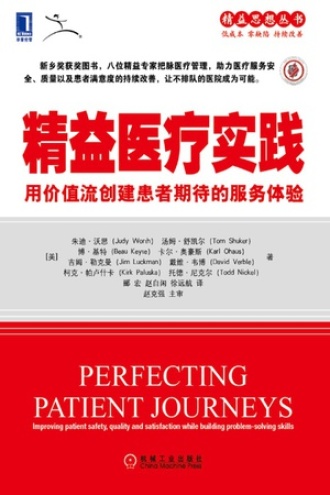 精益思想丛书
低成本 零缺陷 持续改善
华章管理
新乡奖获奖图书,八位精益专家把脉医疗管理,助力医疗服务安
全、质量以及患者满意度的持续改善,让不排队的医院成为可能。
精益医疗实践
用价值流创建患者期待的服务体验
朱迪·沃思 (Judy Worth) 汤姆·舒凯尔 (Tom Shuker)
[美] 博·基特 (Beau Keyte) 卡尔·奥豪斯 (Karl Ohaus) 著
吉姆·勒克曼 (Jim Luckman) 戴维·韦博 (David Verble)
柯克·帕卢什卡 (Kirk Paluska) 托德·尼克尔 (Todd Nickel)
郦宏 赵自闲 徐远航 译
赵克强 主审
PERFECTING
PATIENT JOURNEYS
Improving patient safety, quality and satisfaction while building problem-solving skills
机械工业出版社
China Machine Press